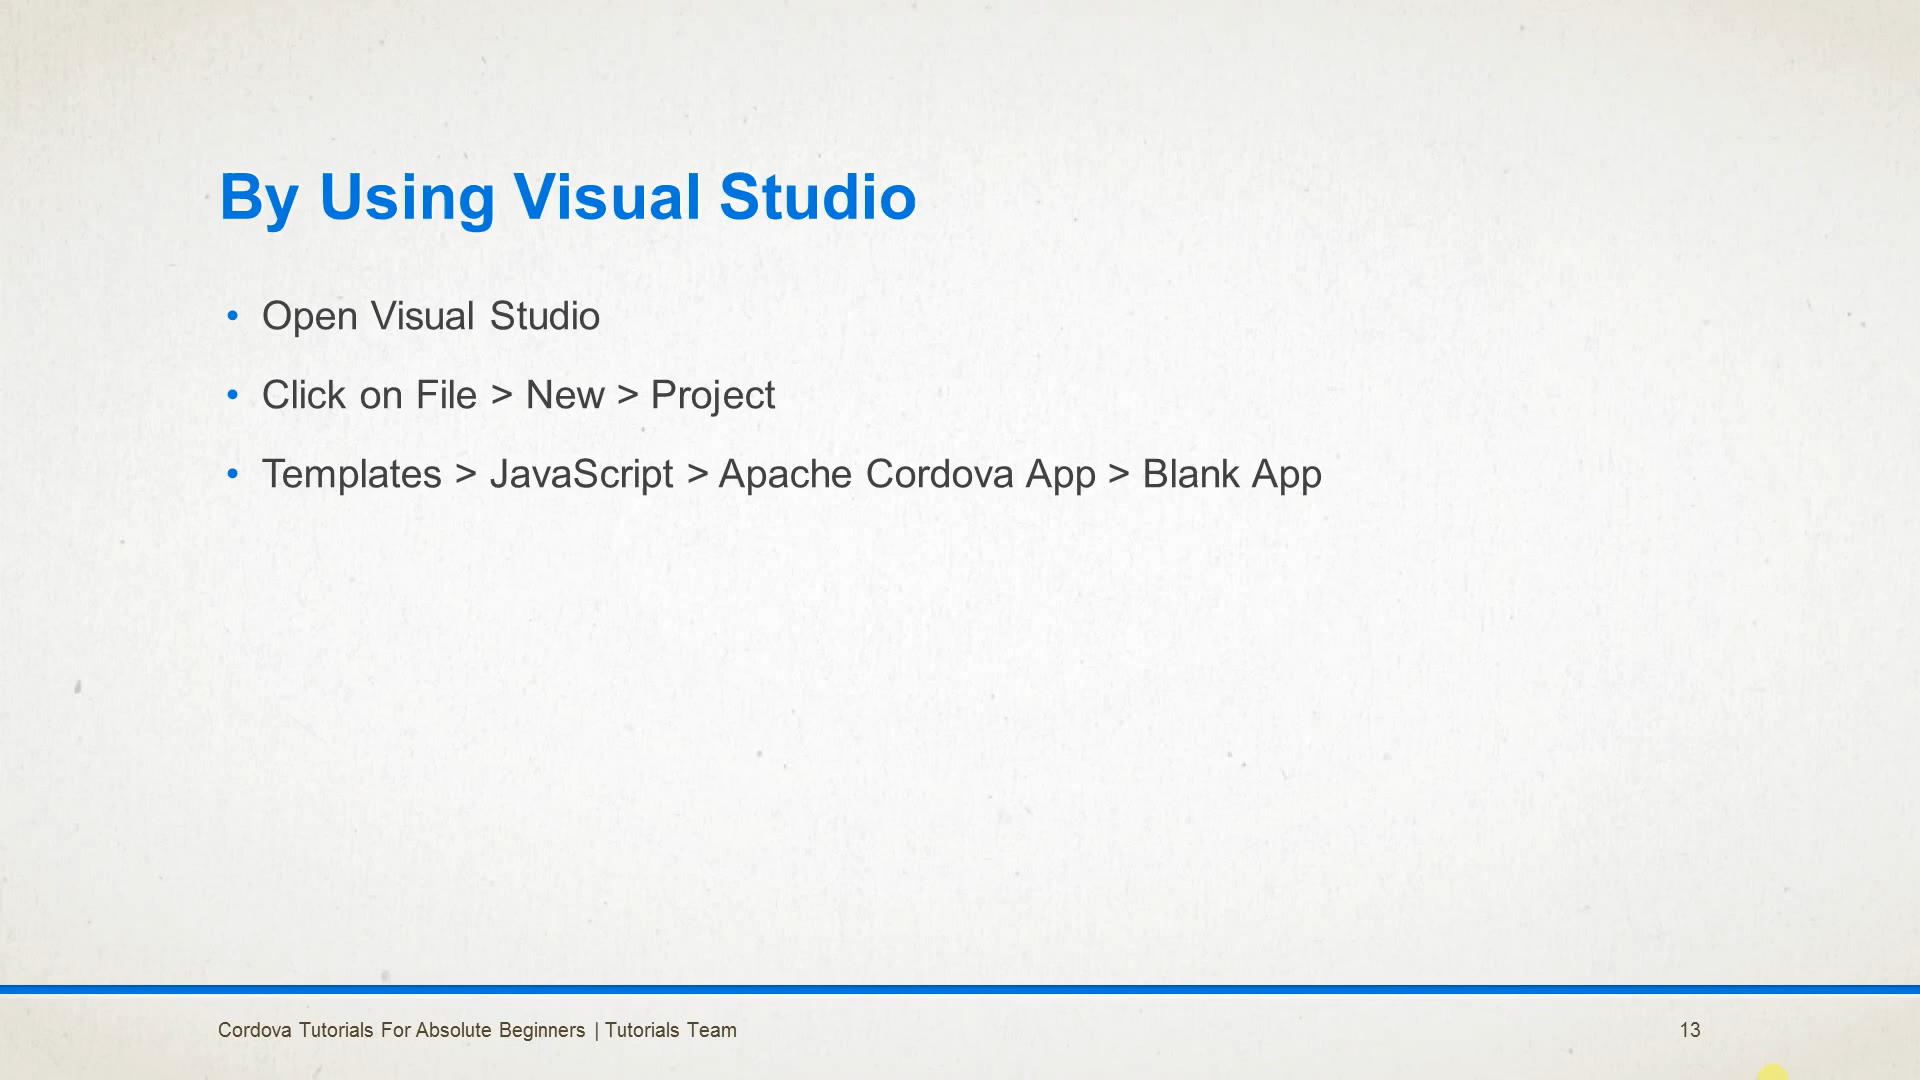 By Using Visual Studio
• Open Visual Studio
• Click on File > New > Project
• Templates > JavaScript > Apache Cordova App > Blank App
Cordova Tutorials For Absolute Beginners | Tutorials Team
13